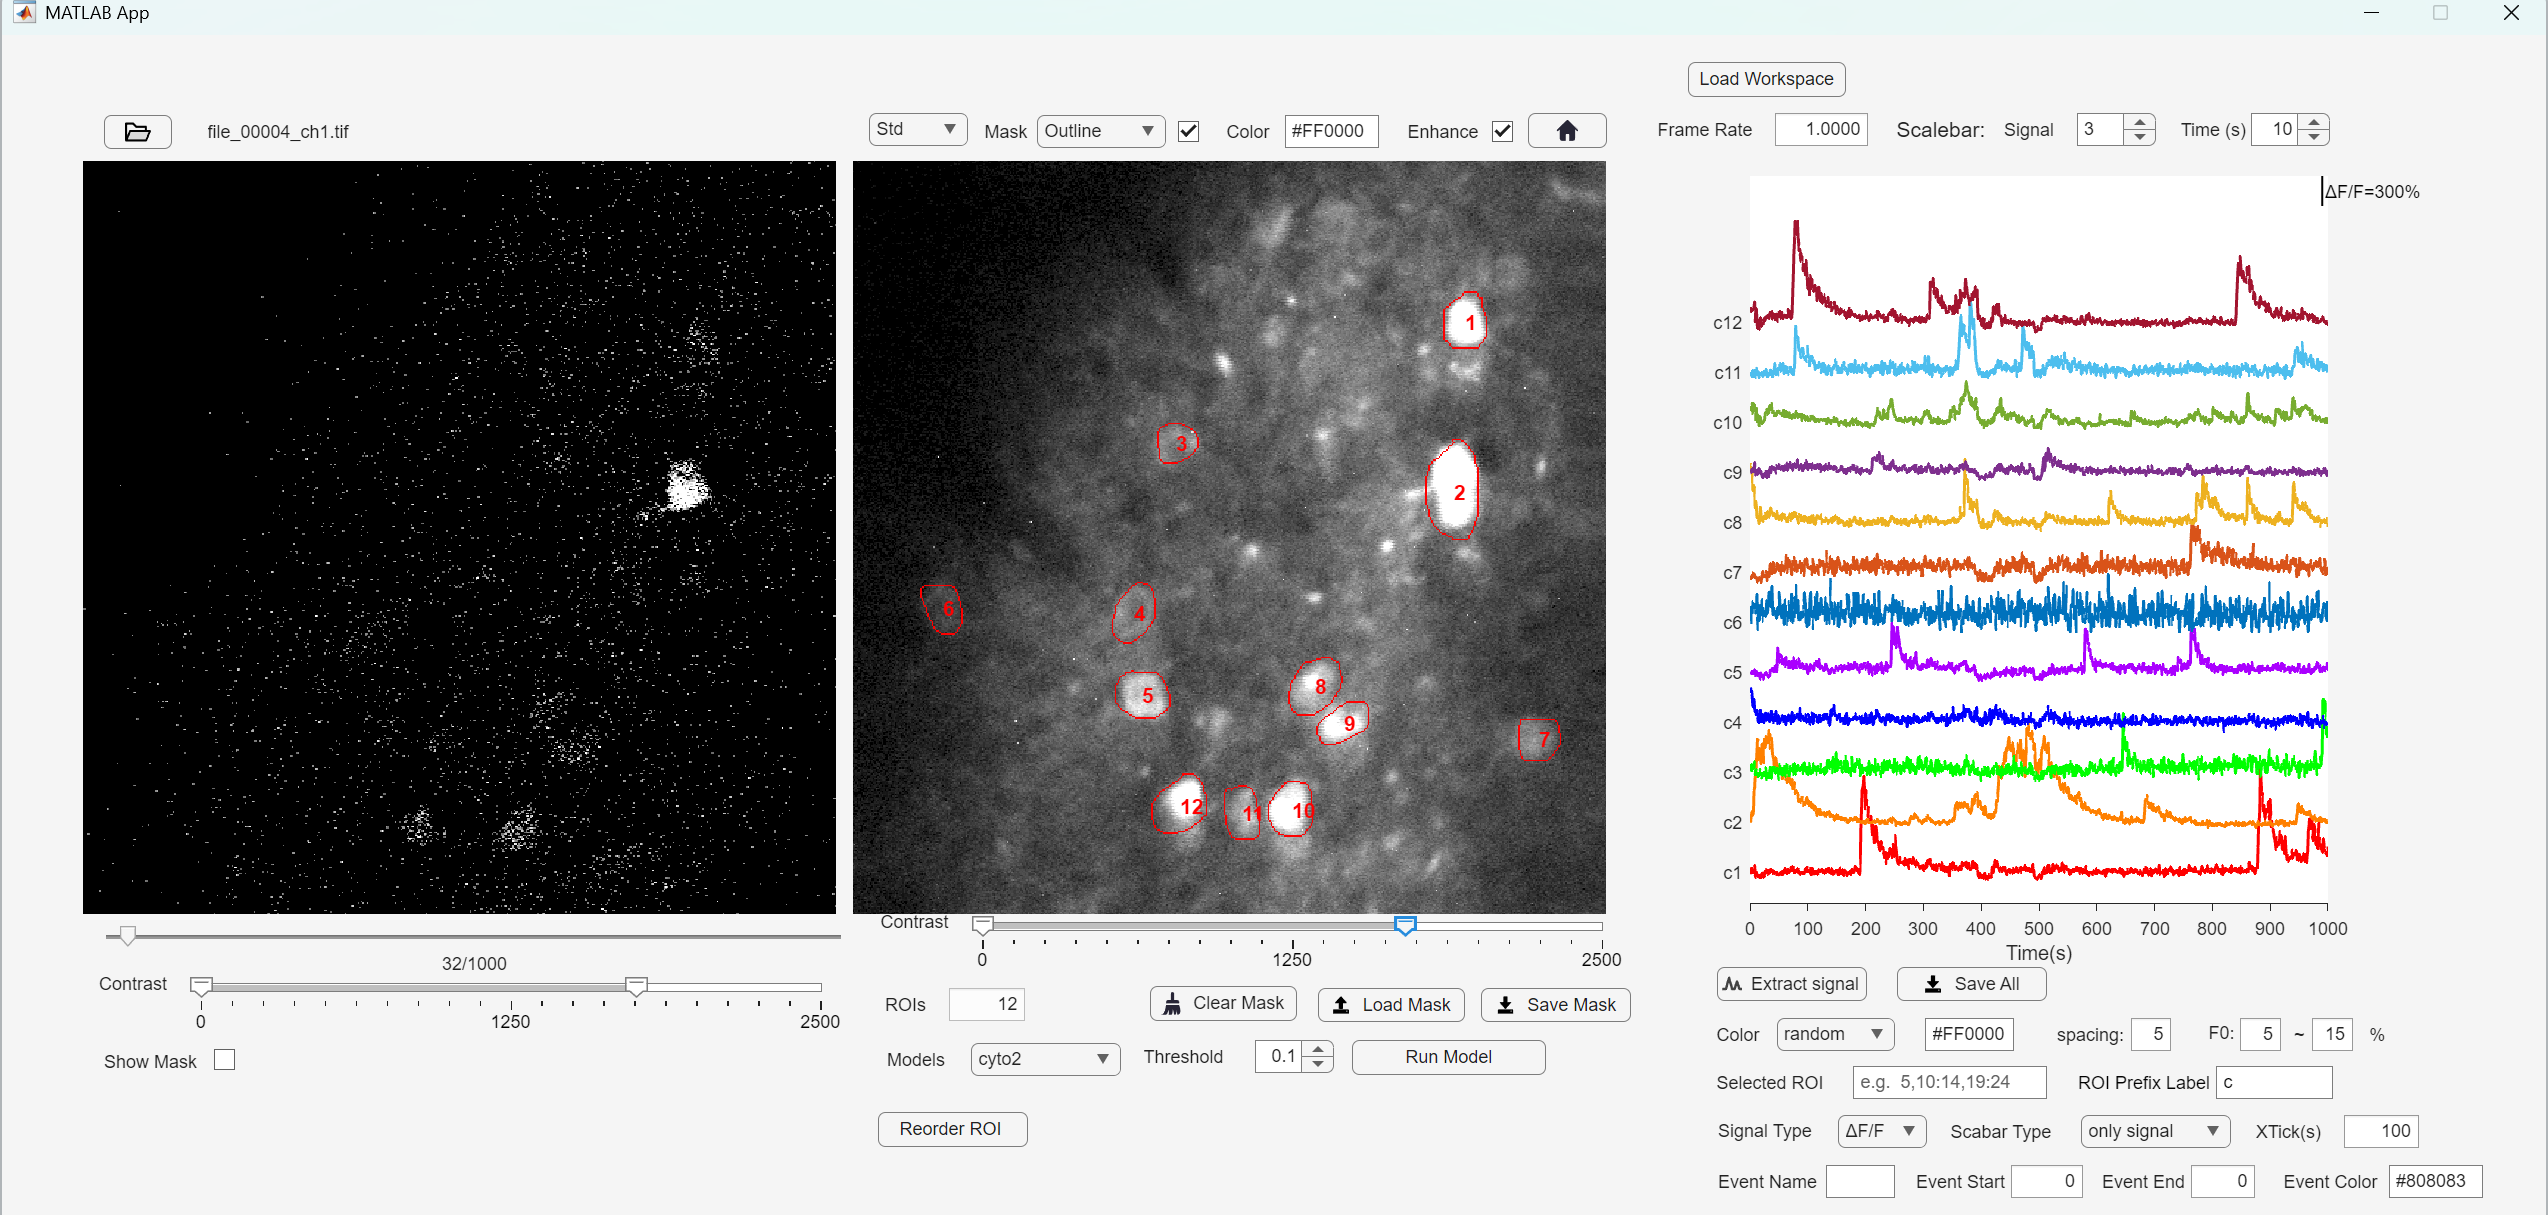 MATLAB App
Load Workspace
file_00004_ch1.tif
Std
Mask Outline
Color #FF0000
Enhance
Frame Rate 1.0000
Scalebar: Signal 3
Time (s) 10
ΔF/F=300%
1
2
3
4
5
6
7
8
9
10
11
12
c12
c11
c10
c9
c8
c7
c6
c5
c4
c3
c2
c1
0 100 200 300 400 500 600 700 800 900 1000
Time(s)
32/1000
Contrast
0 1250 2500
Show Mask
Contrast
0 1250 2500
ROIs 12
Clear Mask
Load Mask
Save Mask
Models cyto2
Threshold 0.1
Run Model
Reorder ROI
Extract signal
Save All
Color random #FF0000 spacing: 5 F0: 5 ~ 15 %
Selected ROI e.g. 5,10:14,19:24 ROI Prefix Label c
Signal Type ΔF/F Scabar Type only signal XTick(s) 100
Event Name Event Start 0 Event End 0 Event Color #808083